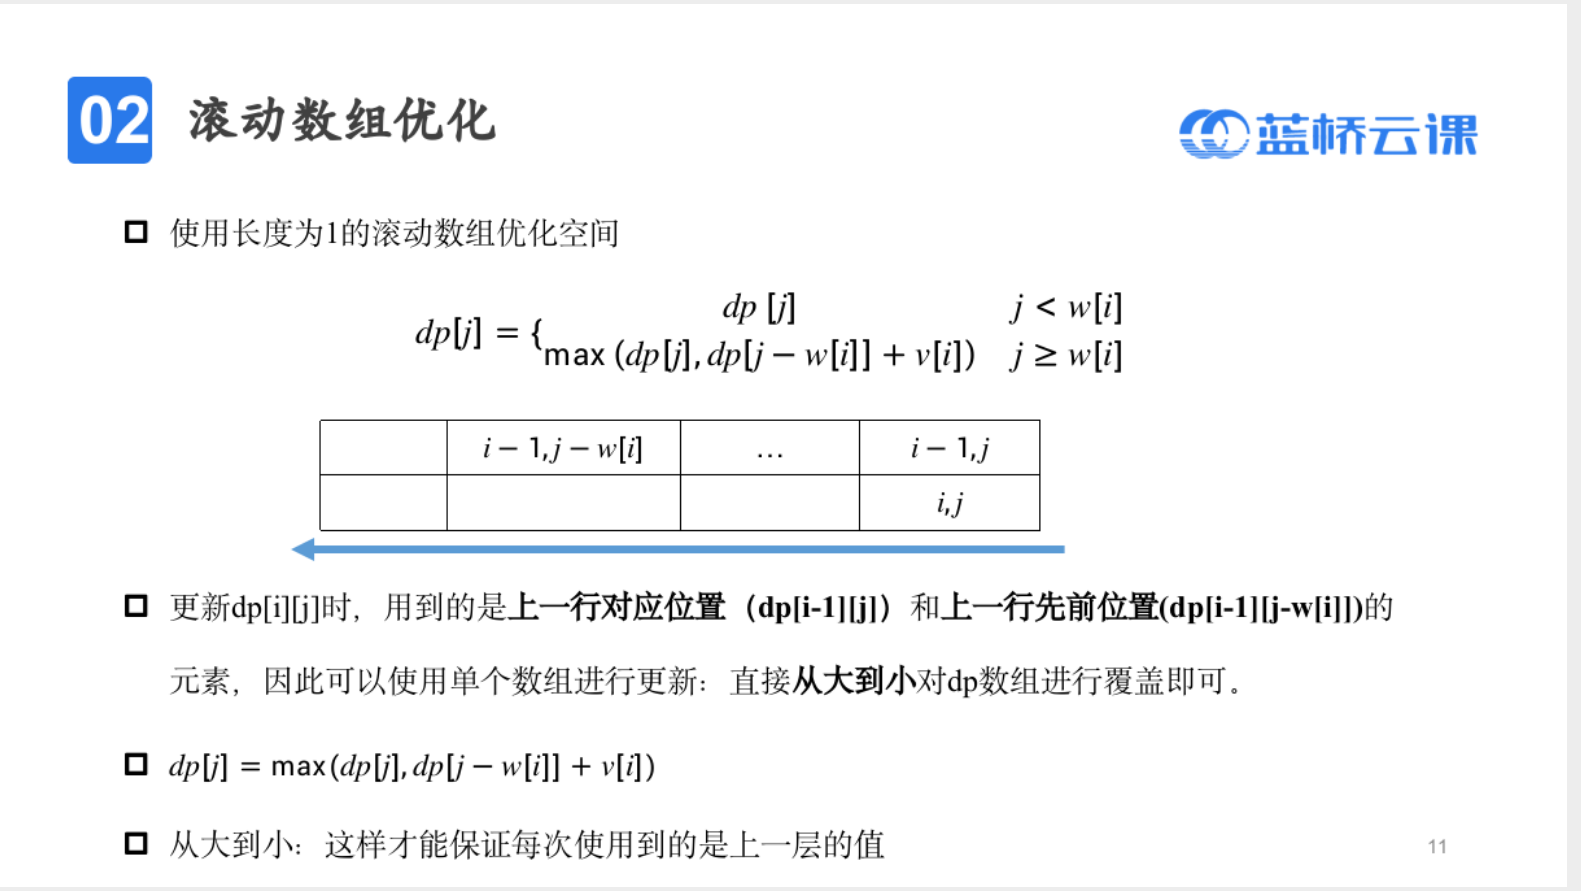 02 滚动数组优化
蓝桥云课
使用长度为1的滚动数组优化空间
dp [j] j < w[i]
dp[j] = {
max (dp[j], dp[j − w[i]] + v[i]) j ≥ w[i]
i − 1, j − w[i] … i − 1, j
i, j
更新dp[i][j]时，用到的是上一行对应位置（dp[i-1][j]）和上一行先前位置(dp[i-1][j-w[i]])的
元素，因此可以使用单个数组进行更新：直接从大到小对dp数组进行覆盖即可。
dp[j] = max(dp[j], dp[j − w[i]] + v[i])
从大到小：这样才能保证每次使用到的是上一层的值
11